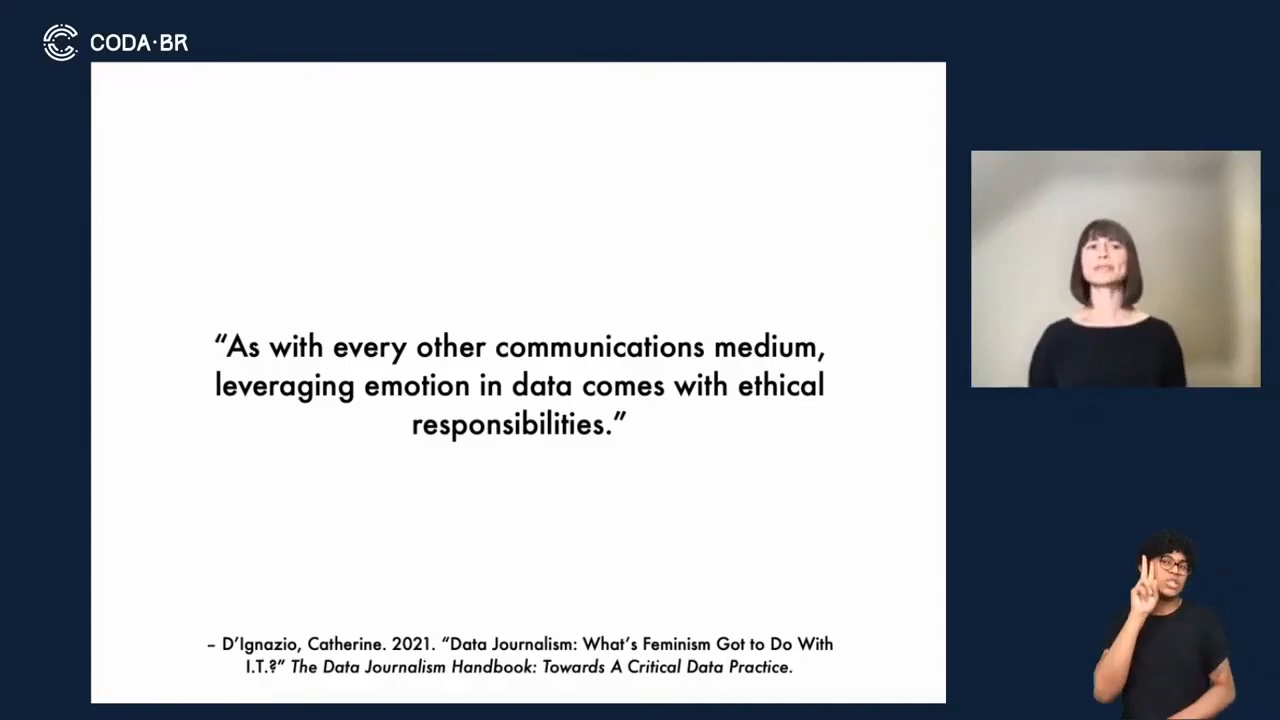 CODA·BR
“As with every other communications medium,
leveraging emotion in data comes with ethical
responsibilities.”
– D’Ignazio, Catherine. 2021. “Data Journalism: What’s Feminism Got to Do With
I.T.?” The Data Journalism Handbook: Towards A Critical Data Practice.